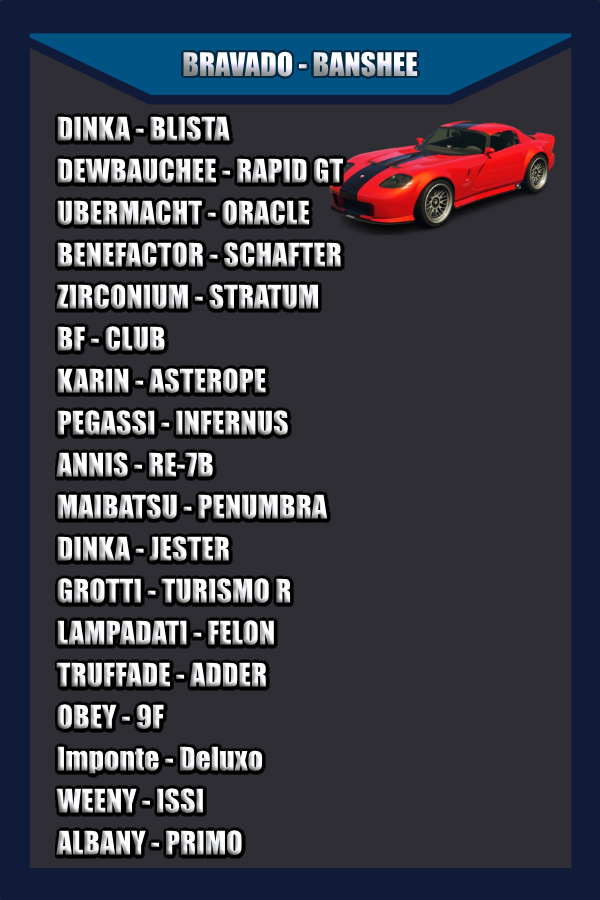 BRAVADO - BANSHEE
DINKA - BLISTA
DEWBAUCHEE - RAPID GT
UBERMACHT - ORACLE
BENEFACTOR - SCHAFTER
ZIRCONIUM - STRATUM
BF - CLUB
KARIN - ASTEROPE
PEGASSI - INFERNUS
ANNIS - RE-7B
MAIBATSU - PENUMBRA
DINKA - JESTER
GROTTI - TURISMO R
LAMPADATI - FELON
TRUFFADE - ADDER
OBEY - 9F
Imponte - Deluxo
WEENY - ISSI
ALBANY - PRIMO